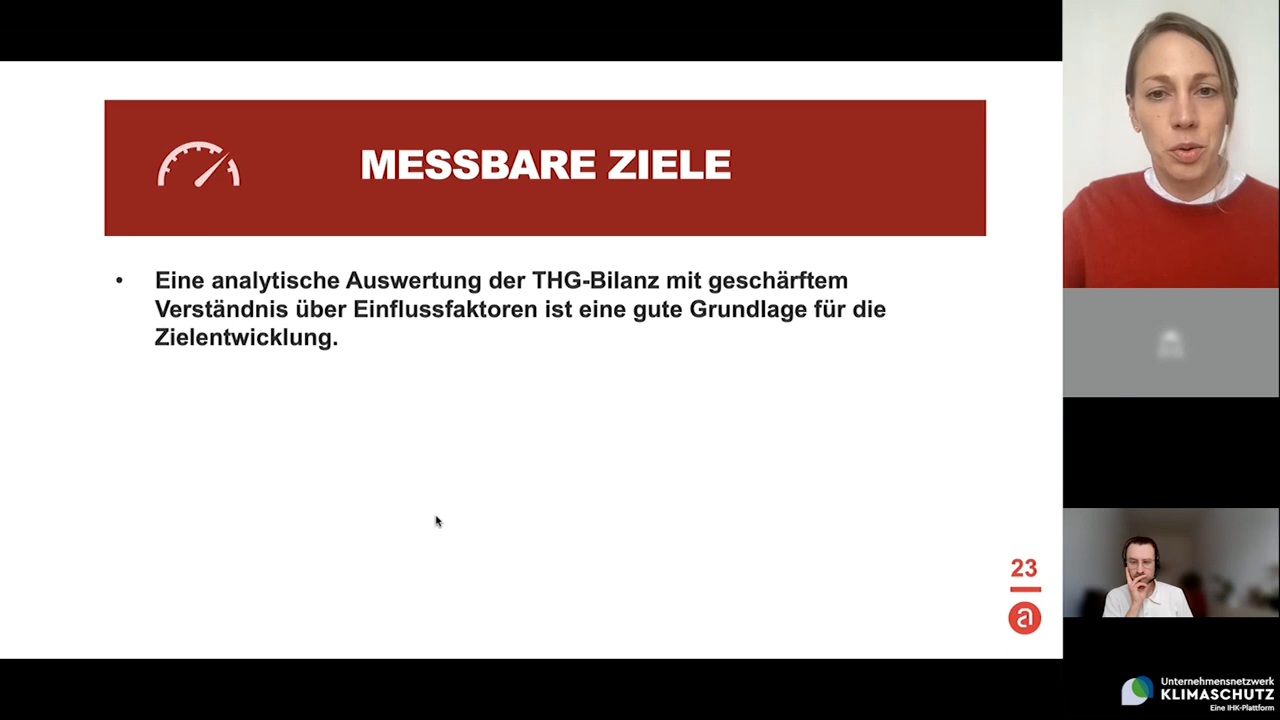 MESSBARE ZIELE
• Eine analytische Auswertung der THG-Bilanz mit geschärftem
Verständnis über Einflussfaktoren ist eine gute Grundlage für die
Zielentwicklung.
23
a
Unternehmensnetzwerk
KLIMASCHUTZ
Eine IHK-Plattform